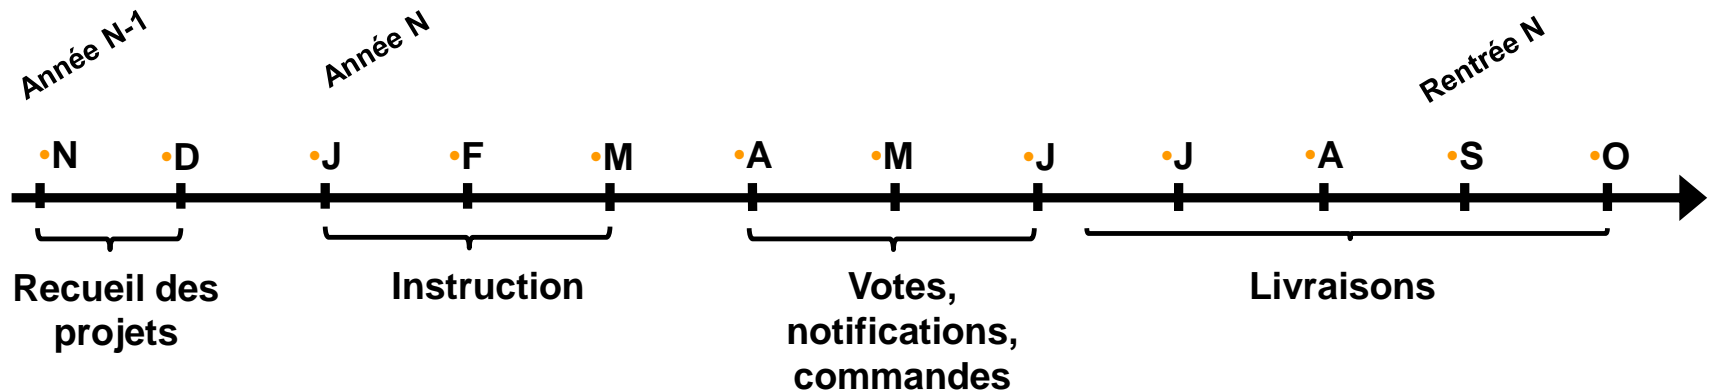 Année N-1
Année N
Rentrée N
•N •D •J •F •M •A •M •J •J •A •S •O
Recueil des
projets
Instruction
Votes,
notifications,
commandes
Livraisons